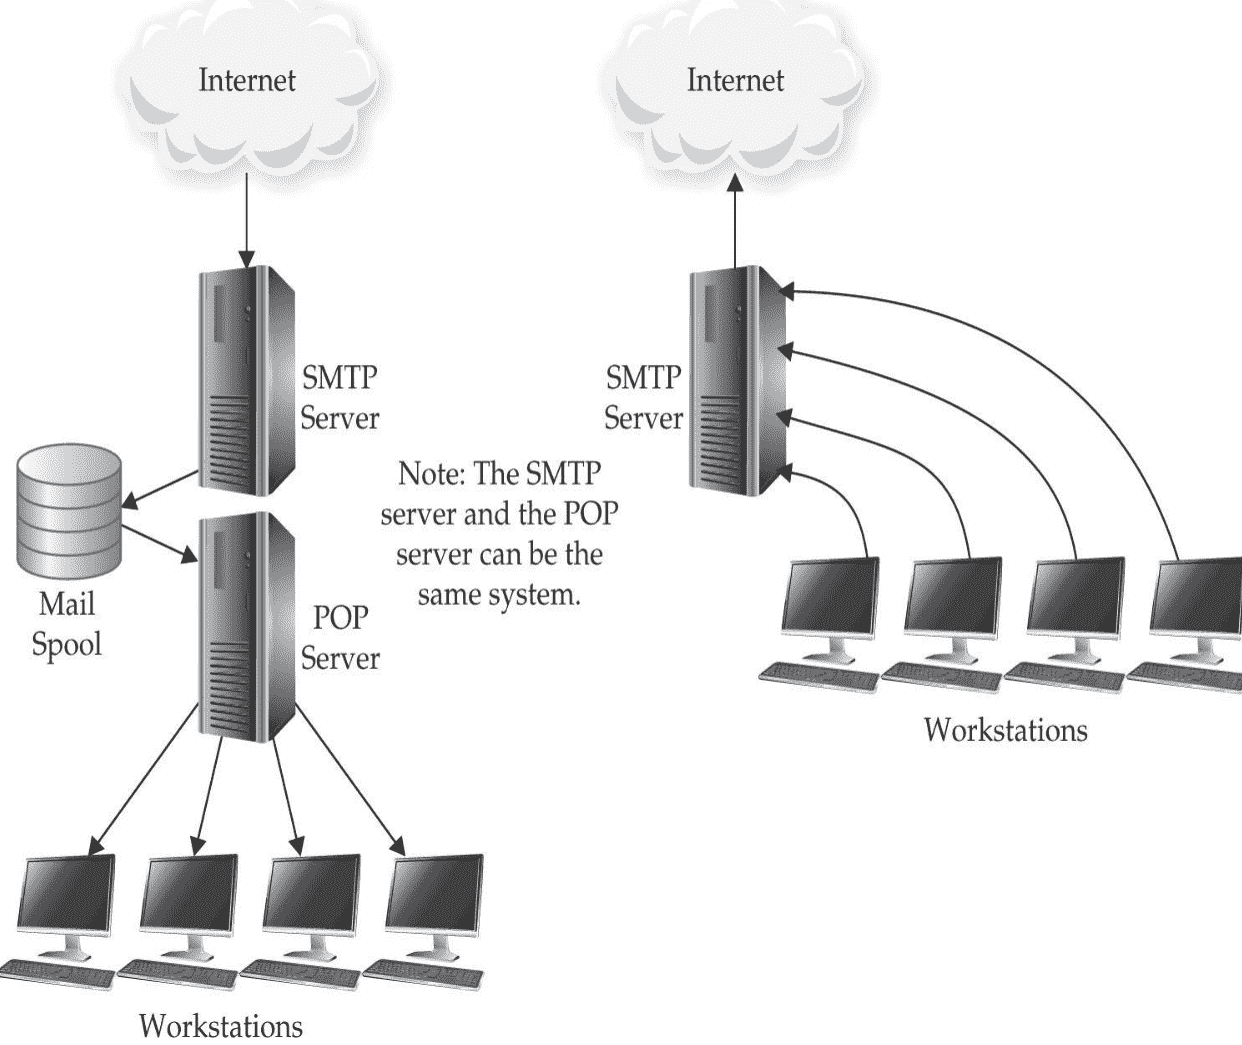 Internet
SMTP
Server
Mail
Spool
POP
Server
Workstations
Note: The SMTP
server and the POP
server can be the
same system.
Internet
SMTP
Server
Workstations